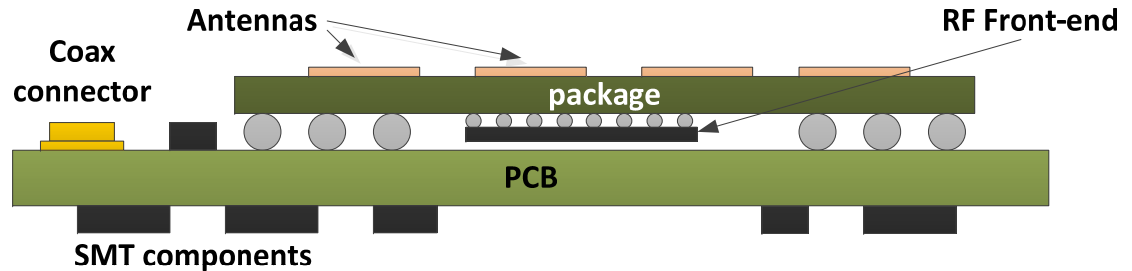 Antennas
RF Front-end
Coax
connector
package
PCB
SMT components